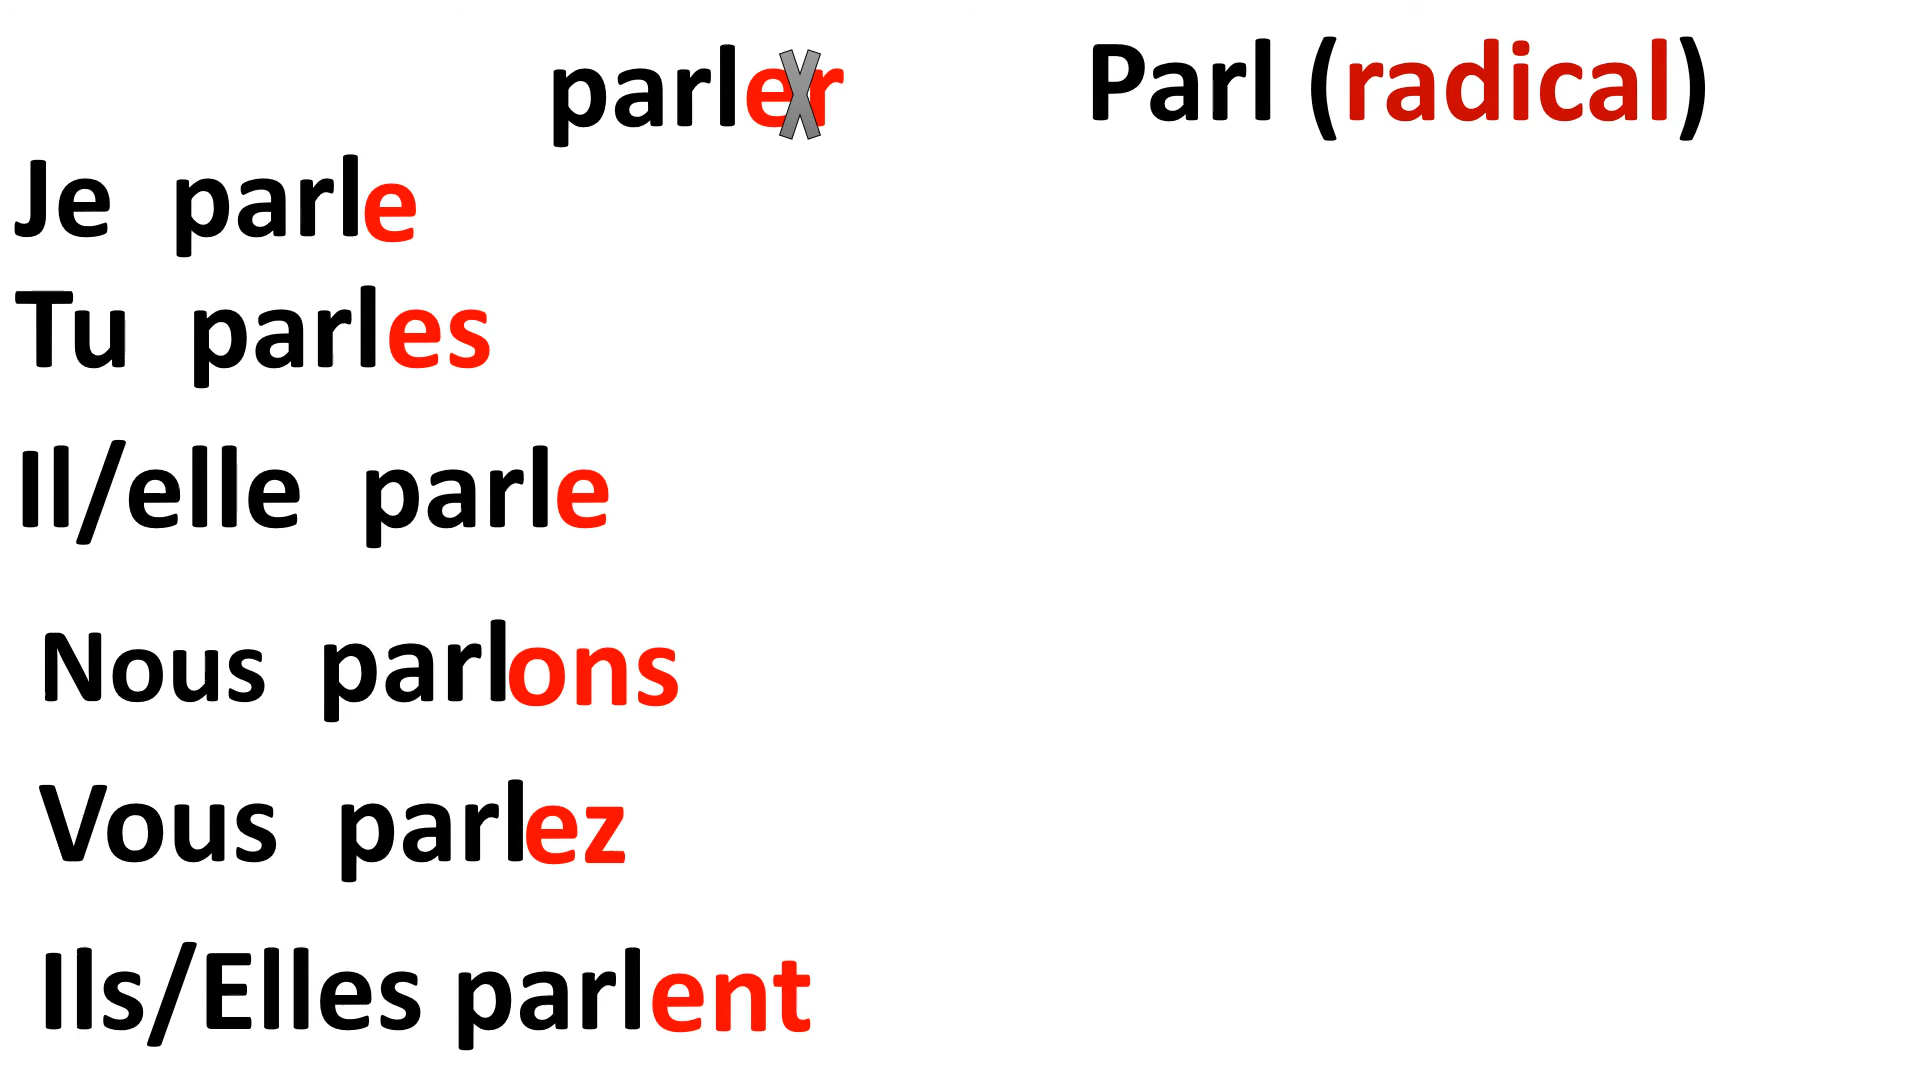 parler Parl (radical)
Je parle
Tu parles
Il/elle parle
Nous parlons
Vous parlez
Ils/Elles parlent